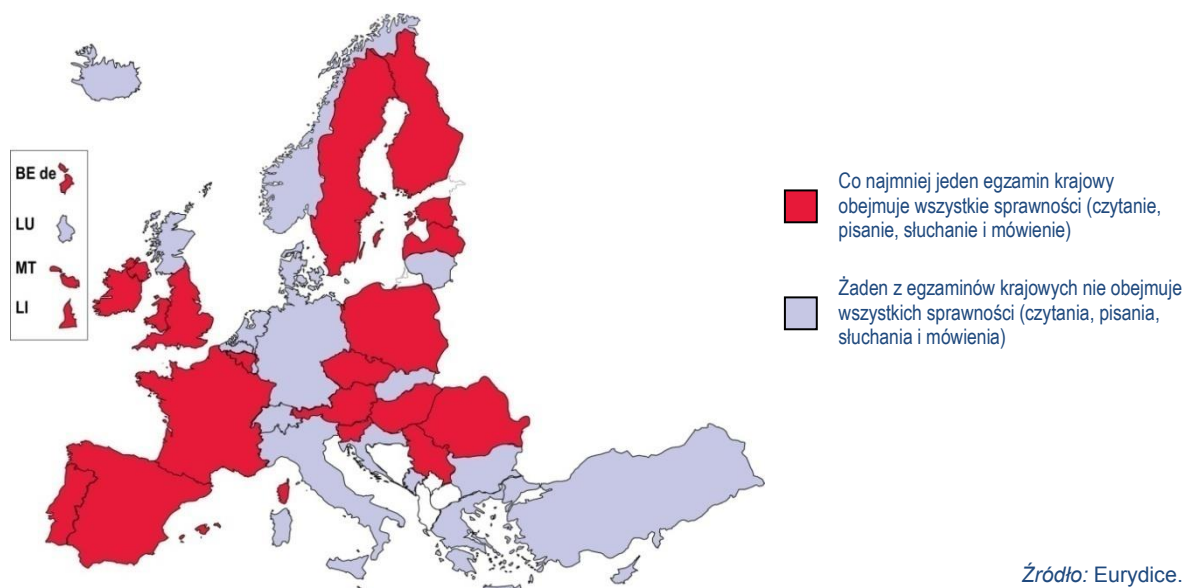 BE de
LU
MT
LI
Co najmniej jeden egzamin krajowy
obejmuje wszystkie sprawności (czytanie,
pisanie, słuchanie i mówienie)
Żaden z egzaminów krajowych nie obejmuje
wszystkich sprawności (czytania, pisania,
słuchania i mówienia)
Źródło: Eurydice.